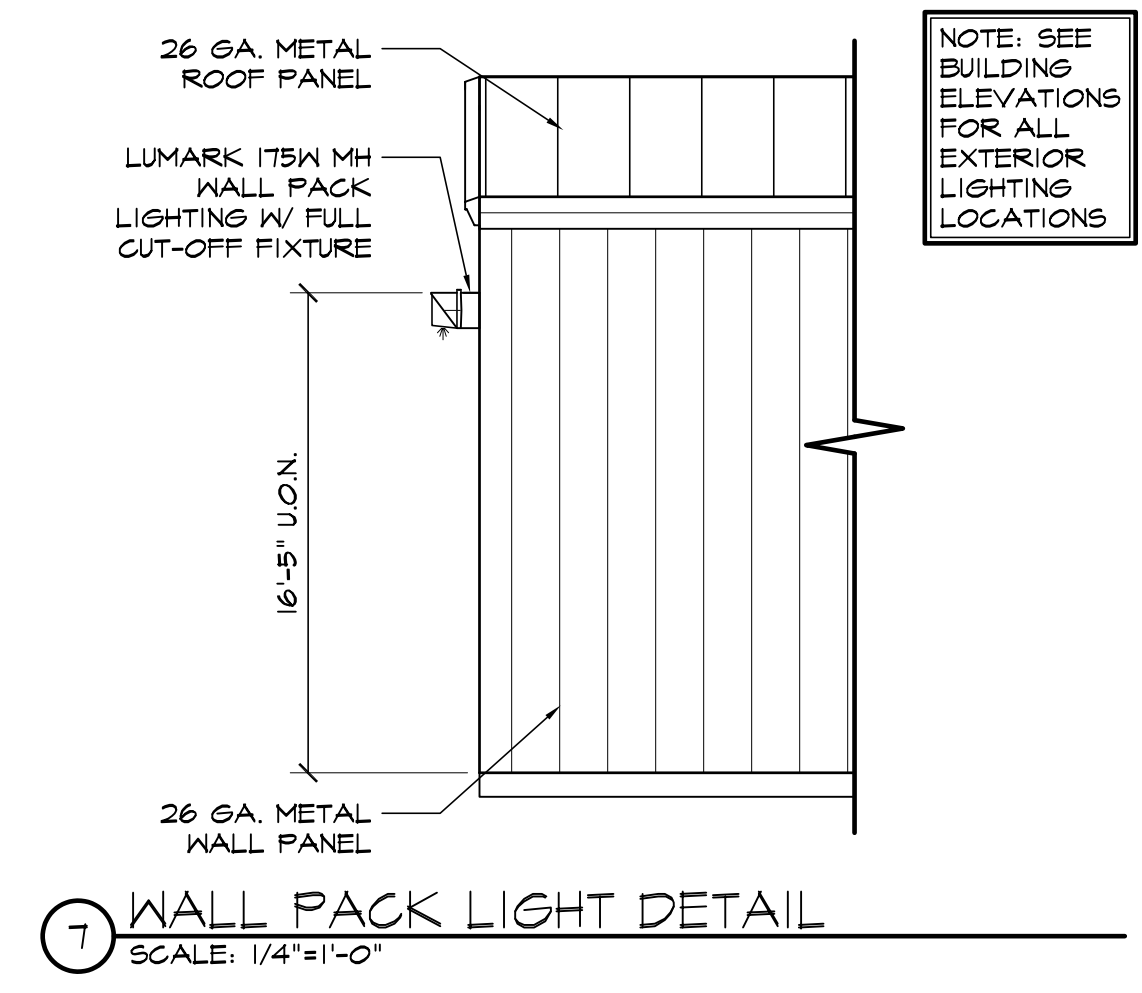 26 GA. METAL
ROOF PANEL
NOTE: SEE
BUILDING
ELEVATIONS
FOR ALL
EXTERIOR
LIGHTING
LOCATIONS
LUMARK 175W MH
WALL PACK
LIGHTING W/ FULL
CUT-OFF FIXTURE
16'-5" U.O.N.
26 GA. METAL
WALL PANEL
7
WALL PACK LIGHT DETAIL
SCALE: 1/4"=1'-0"